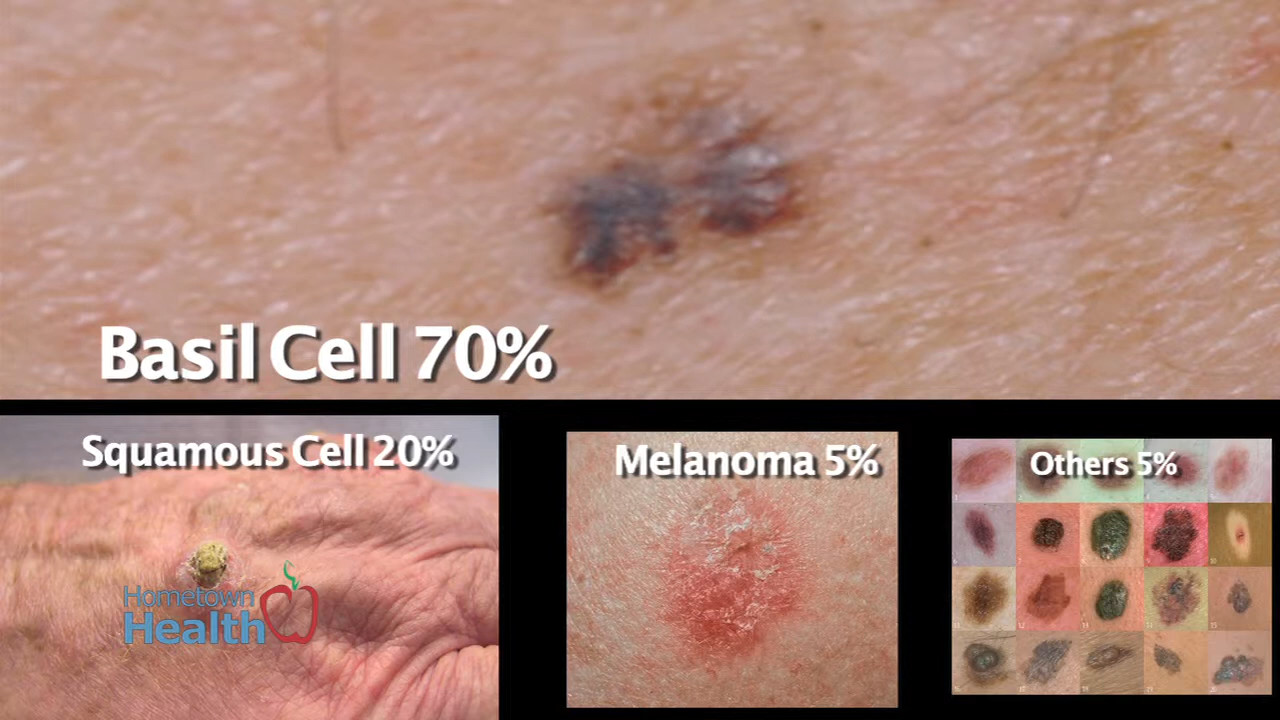 Basil Cell 70%
Squamous Cell 20%
Melanoma 5%
Others 5%
Hometown
Health